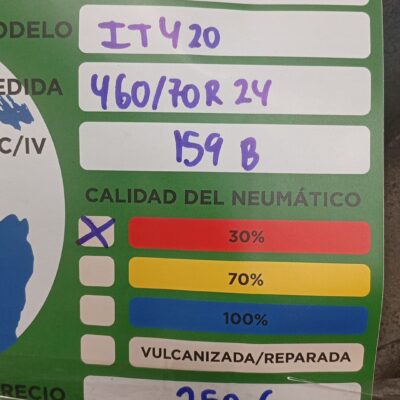 ODELO IT420
EDIDA 460/70R24
C/IV 159 B
CALIDAD DEL NEUMÁTICO
X 30%
70%
100%
VULCANIZADA/REPARADA
RECIO